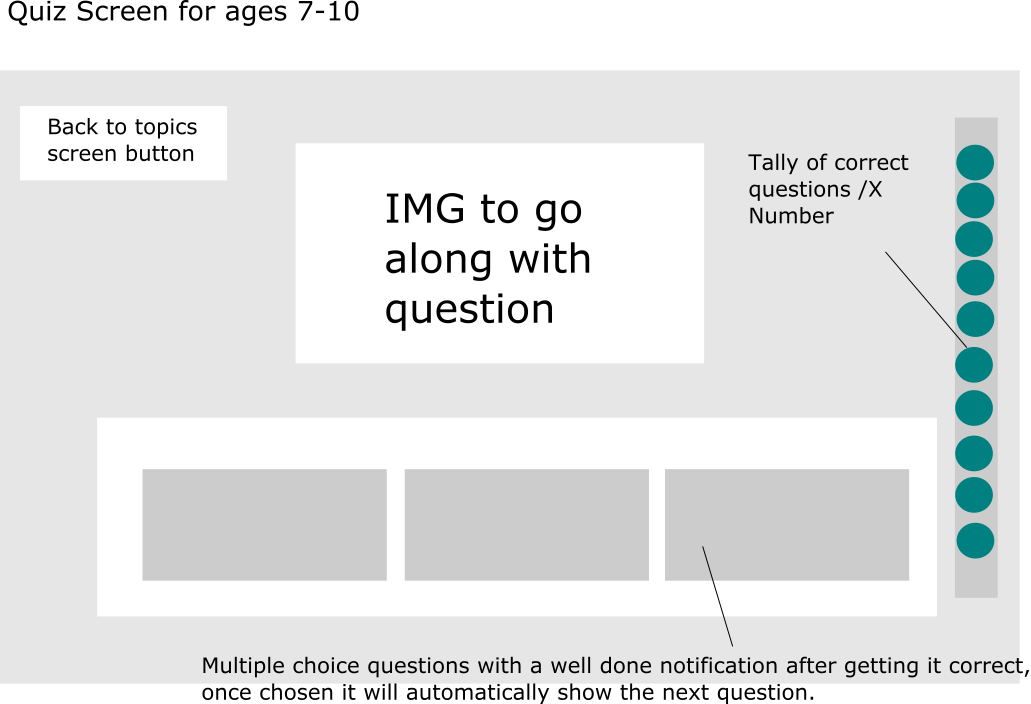 Quiz Screen for ages 7-10
Back to topics
screen button
IMG to go
along with
question
Tally of correct
questions /X
Number
Multiple choice questions with a well done notification after getting it correct,
once chosen it will automatically show the next question.